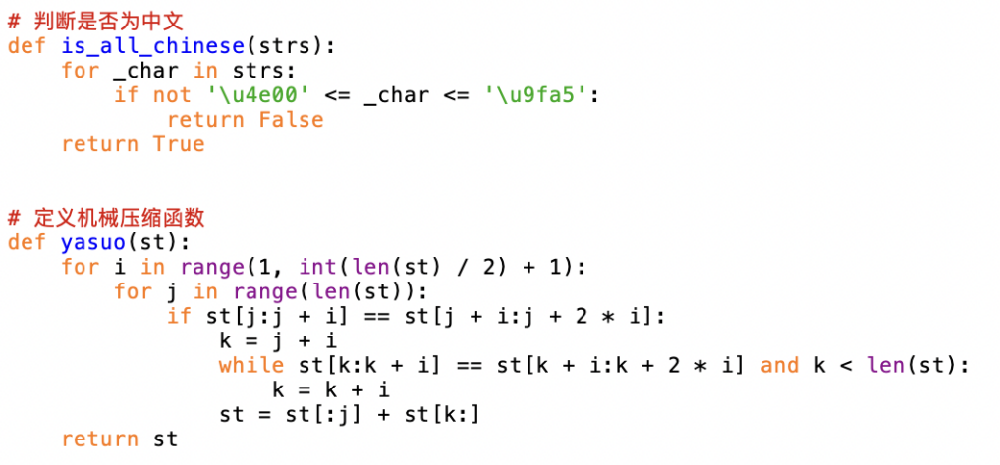 # 判断是否为中文
def is_all_chinese(strs):
    for _char in strs:
        if not '\u4e00' <= _char <= '\u9fa5':
            return False
    return True
# 定义机械压缩函数
def yasuo(st):
    for i in range(1, int(len(st) / 2) + 1):
        for j in range(len(st)):
            if st[j:j + i] == st[j + i:j + 2 * i]:
                k = j + i
                while st[k:k + i] == st[k + i:k + 2 * i] and k < len(st):
                    k = k + i
                st = st[:j] + st[k:]
    return st